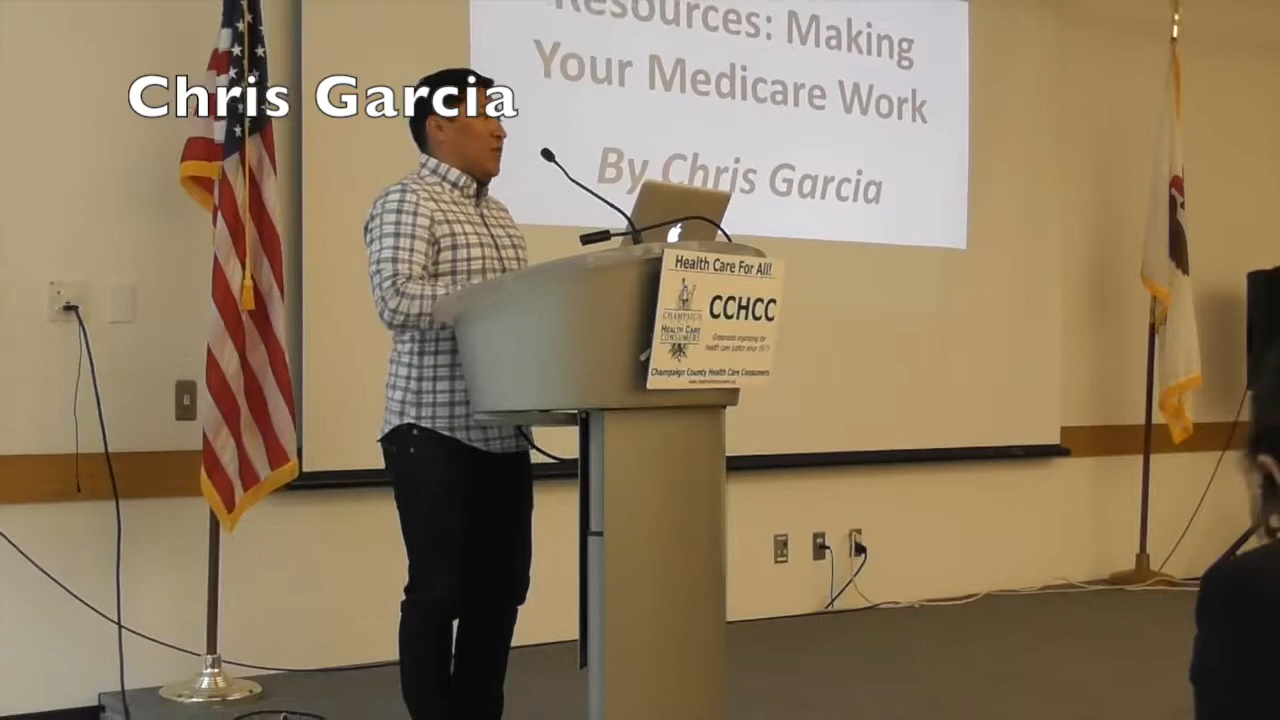 Resources: Making
Your Medicare Work
By Chris Garcia
Chris Garcia
Health Care For All!
CHAMPAIGN
HEALTH CARE
CONSUMERS
CCHCC
Grassroots organizing for
health care justice since 1977
Champaign County Health Care Consumers